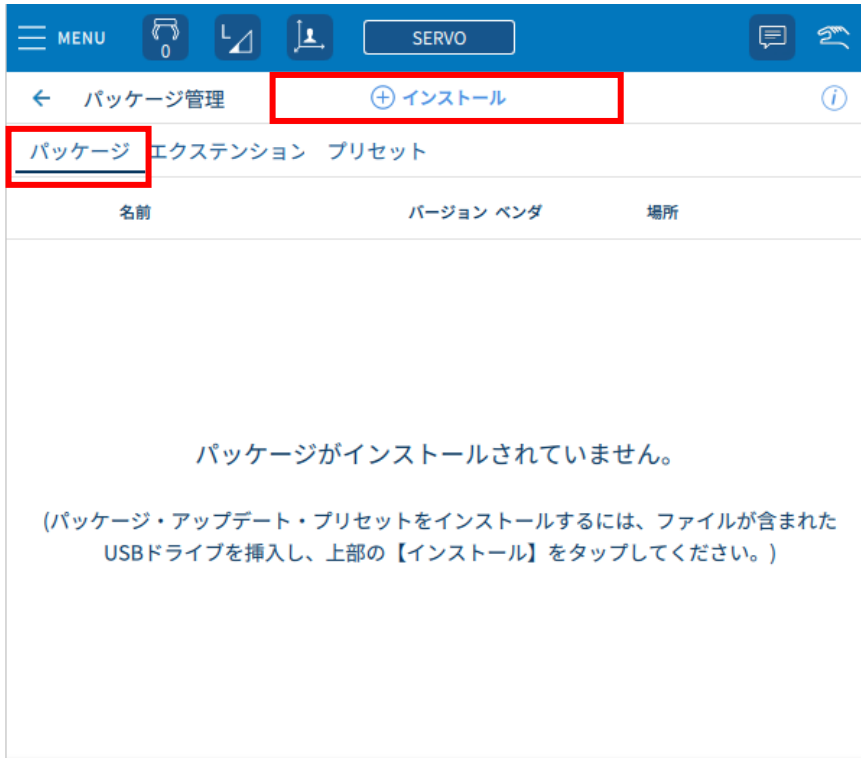 MENU 0 L SERVO
パッケージ管理 インストール i
パッケージ エクステンション プリセット
名前 バージョン ベンダ 場所
パッケージがインストールされていません。
(パッケージ・アップデート・プリセットをインストールするには、ファイルが含まれた
USBドライブを挿入し、上部の【インストール】をタップしてください。)